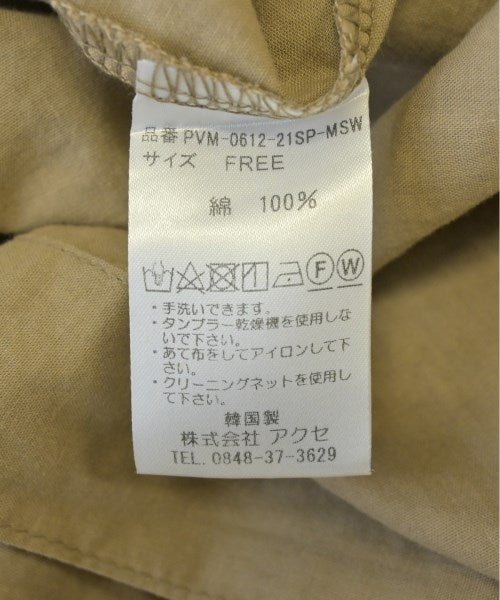 品番 PVM-0612-21SP-MSW
サイズ FREE
綿 100%
F W
・手洗いできます。
・タンブラー乾燥機を使用しな
いで下さい。
・あて布をしてアイロンして下
さい。
・クリーニングネットを使用し
て下さい。
韓国製
株式会社 アクセ
TEL. 0848-37-3629